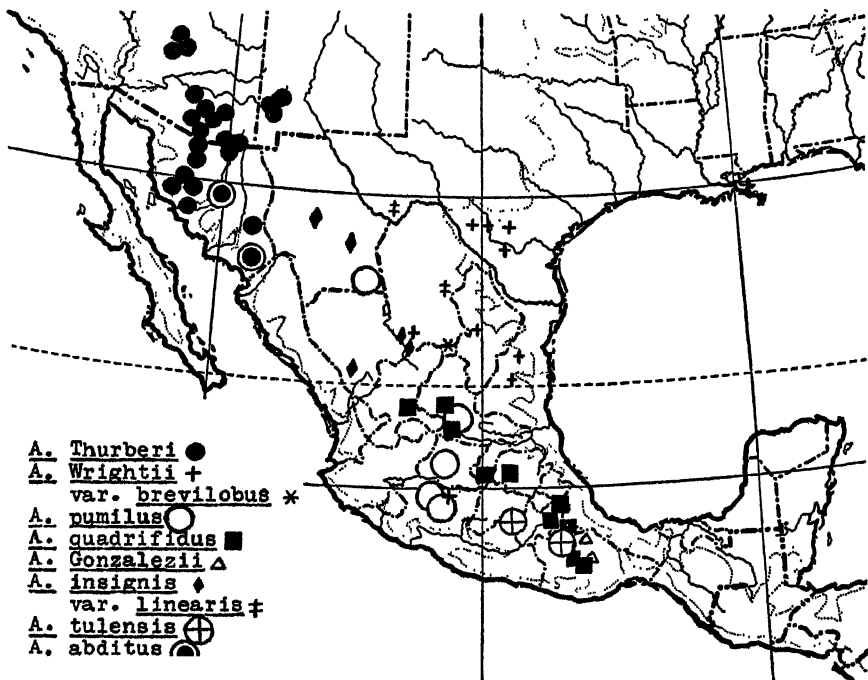 A. Thurberi ●
A. Wrightii +
var. brevilobus *
A. pumilus ○
A. quadrifidus ■
A. Gonzalezii △
A. insignis ♦
var. linearis ‡
A. tulensis ⊕
A. abditus